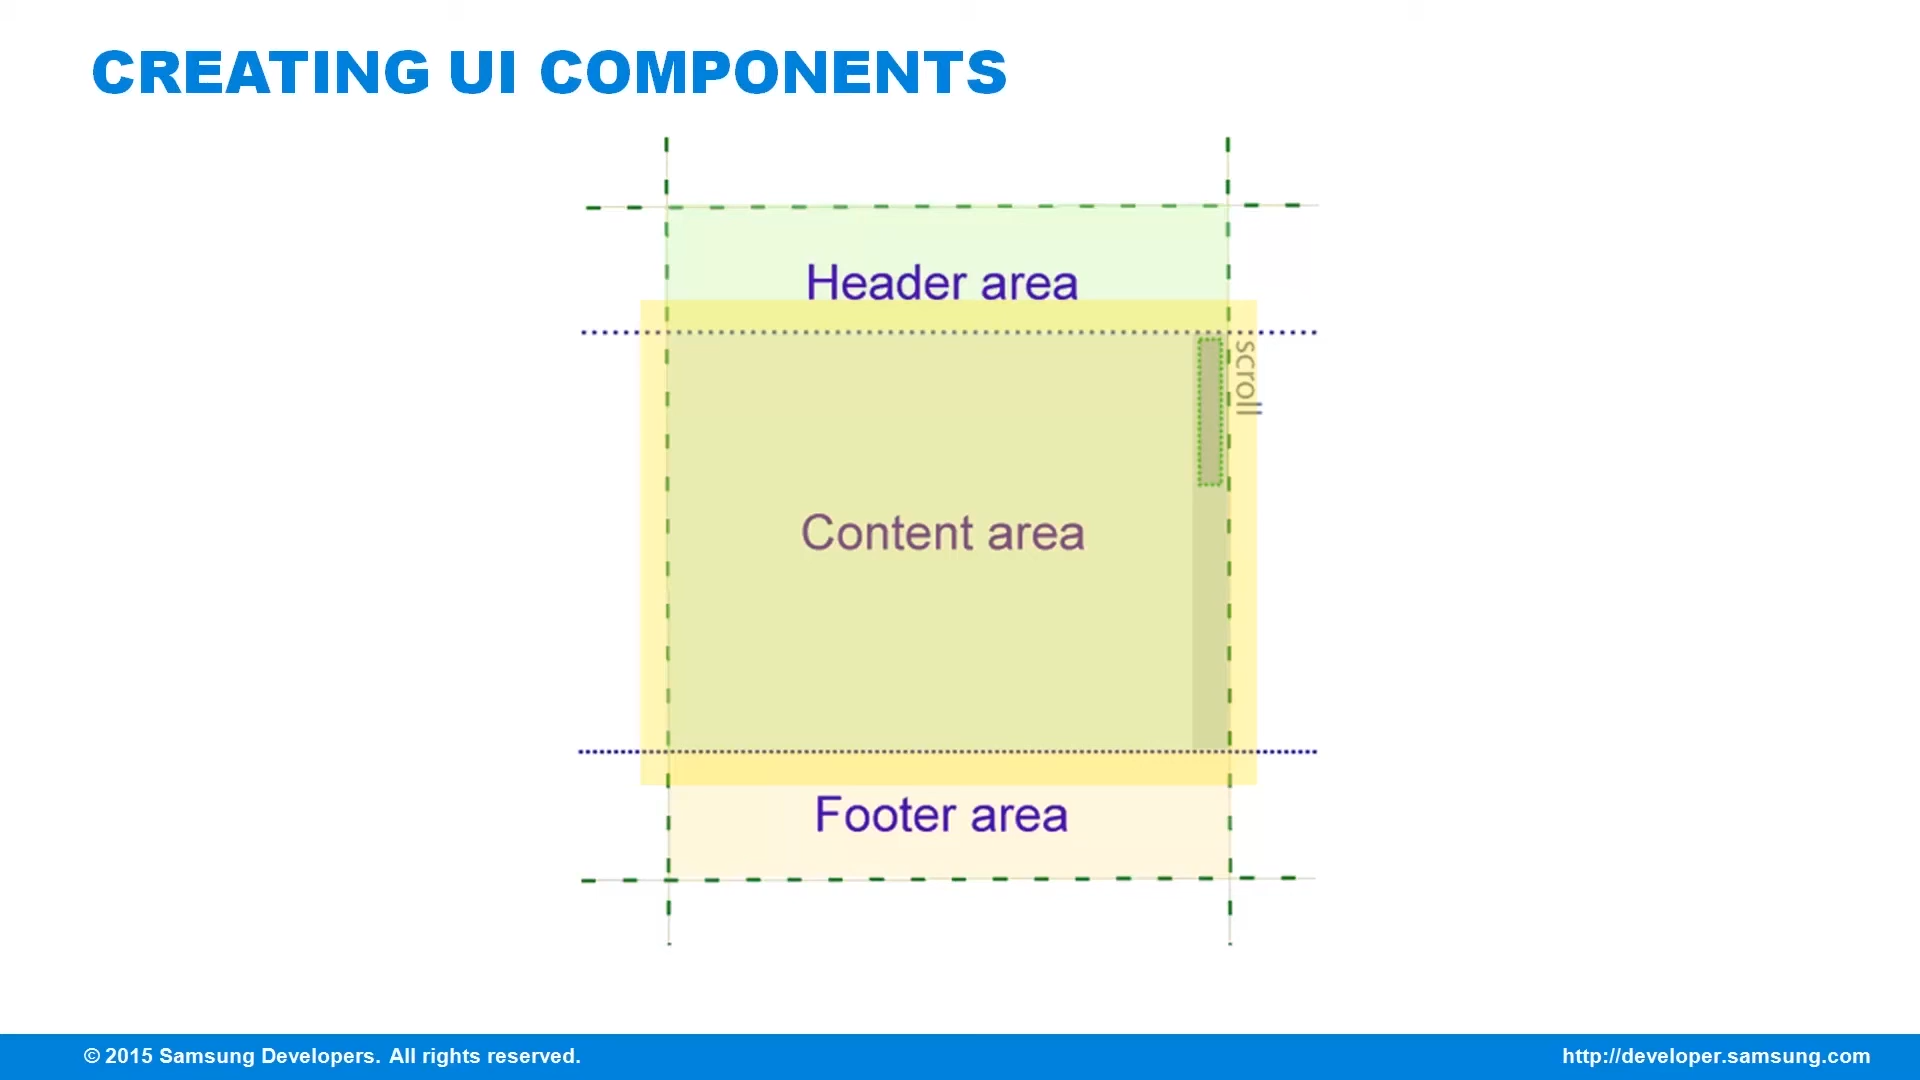 CREATING UI COMPONENTS
Header area
scroll
Content area
Footer area
© 2015 Samsung Developers. All rights reserved.
http://developer.samsung.com